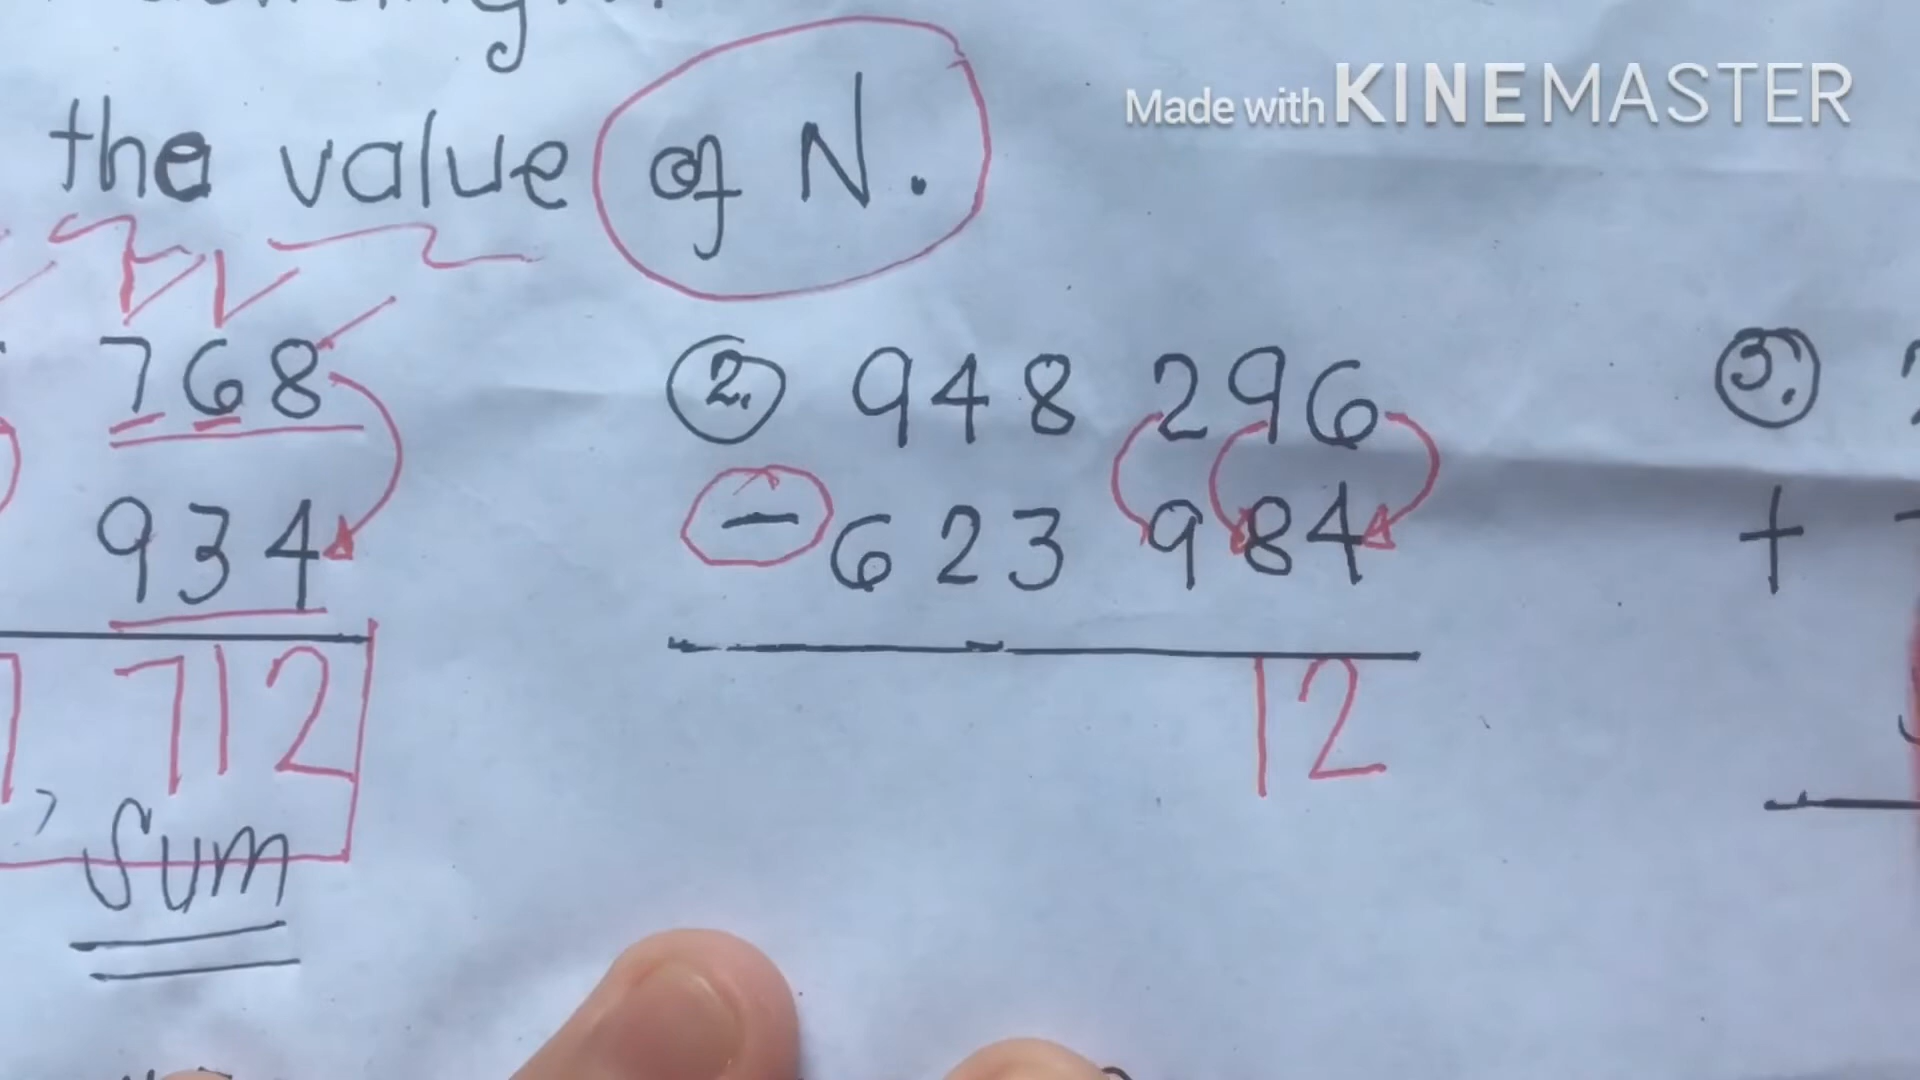 Made with KINEMASTER
the value of N.
768
934
712
Sum
2. 948 296
- 623 984
12
3.
+